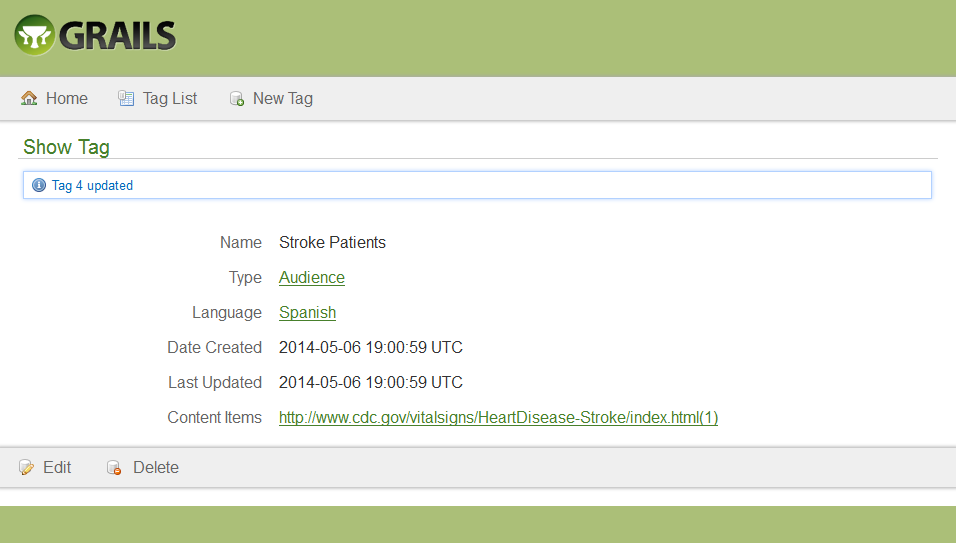 GRAILS
Home Tag List New Tag
Show Tag
Tag 4 updated
Name Stroke Patients
Type Audience
Language Spanish
Date Created 2014-05-06 19:00:59 UTC
Last Updated 2014-05-06 19:00:59 UTC
Content Items http://www.cdc.gov/vitalsigns/HeartDisease-Stroke/index.html(1)
Edit Delete